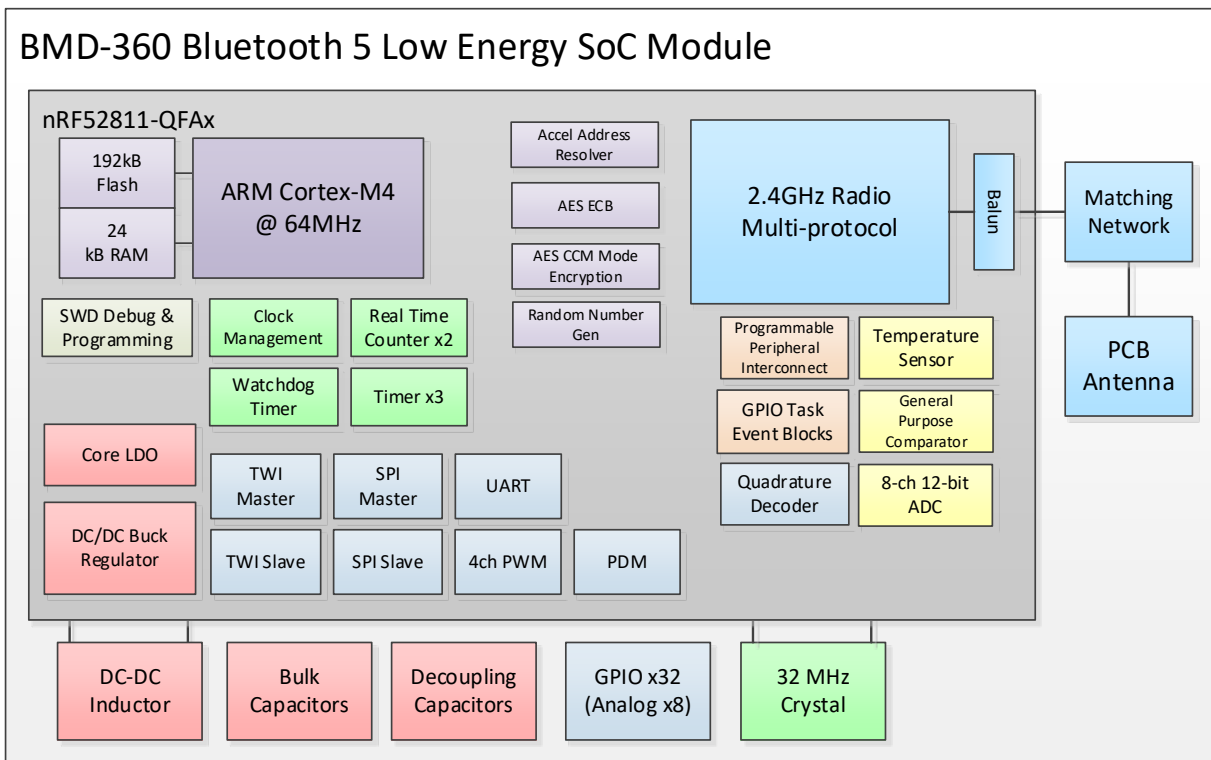 BMD-360 Bluetooth 5 Low Energy SoC Module
nRF52811-QFAx
192kB
Flash
24
kB RAM
ARM Cortex-M4
@ 64MHz
Accel Address
Resolver
AES ECB
AES CCM Mode
Encryption
Random Number
Gen
2.4GHz Radio
Multi-protocol
Balun
Matching
Network
PCB
Antenna
SWD Debug &
Programming
Clock
Management
Real Time
Counter x2
Watchdog
Timer
Timer x3
Programmable
Peripheral
Interconnect
Temperature
Sensor
GPIO Task
Event Blocks
General
Purpose
Comparator
Quadrature
Decoder
8-ch 12-bit
ADC
Core LDO
DC/DC Buck
Regulator
TWI
Master
SPI
Master
UART
TWI Slave
SPI Slave
4ch PWM
PDM
DC-DC
Inductor
Bulk
Capacitors
Decoupling
Capacitors
GPIO x32
(Analog x8)
32 MHz
Crystal